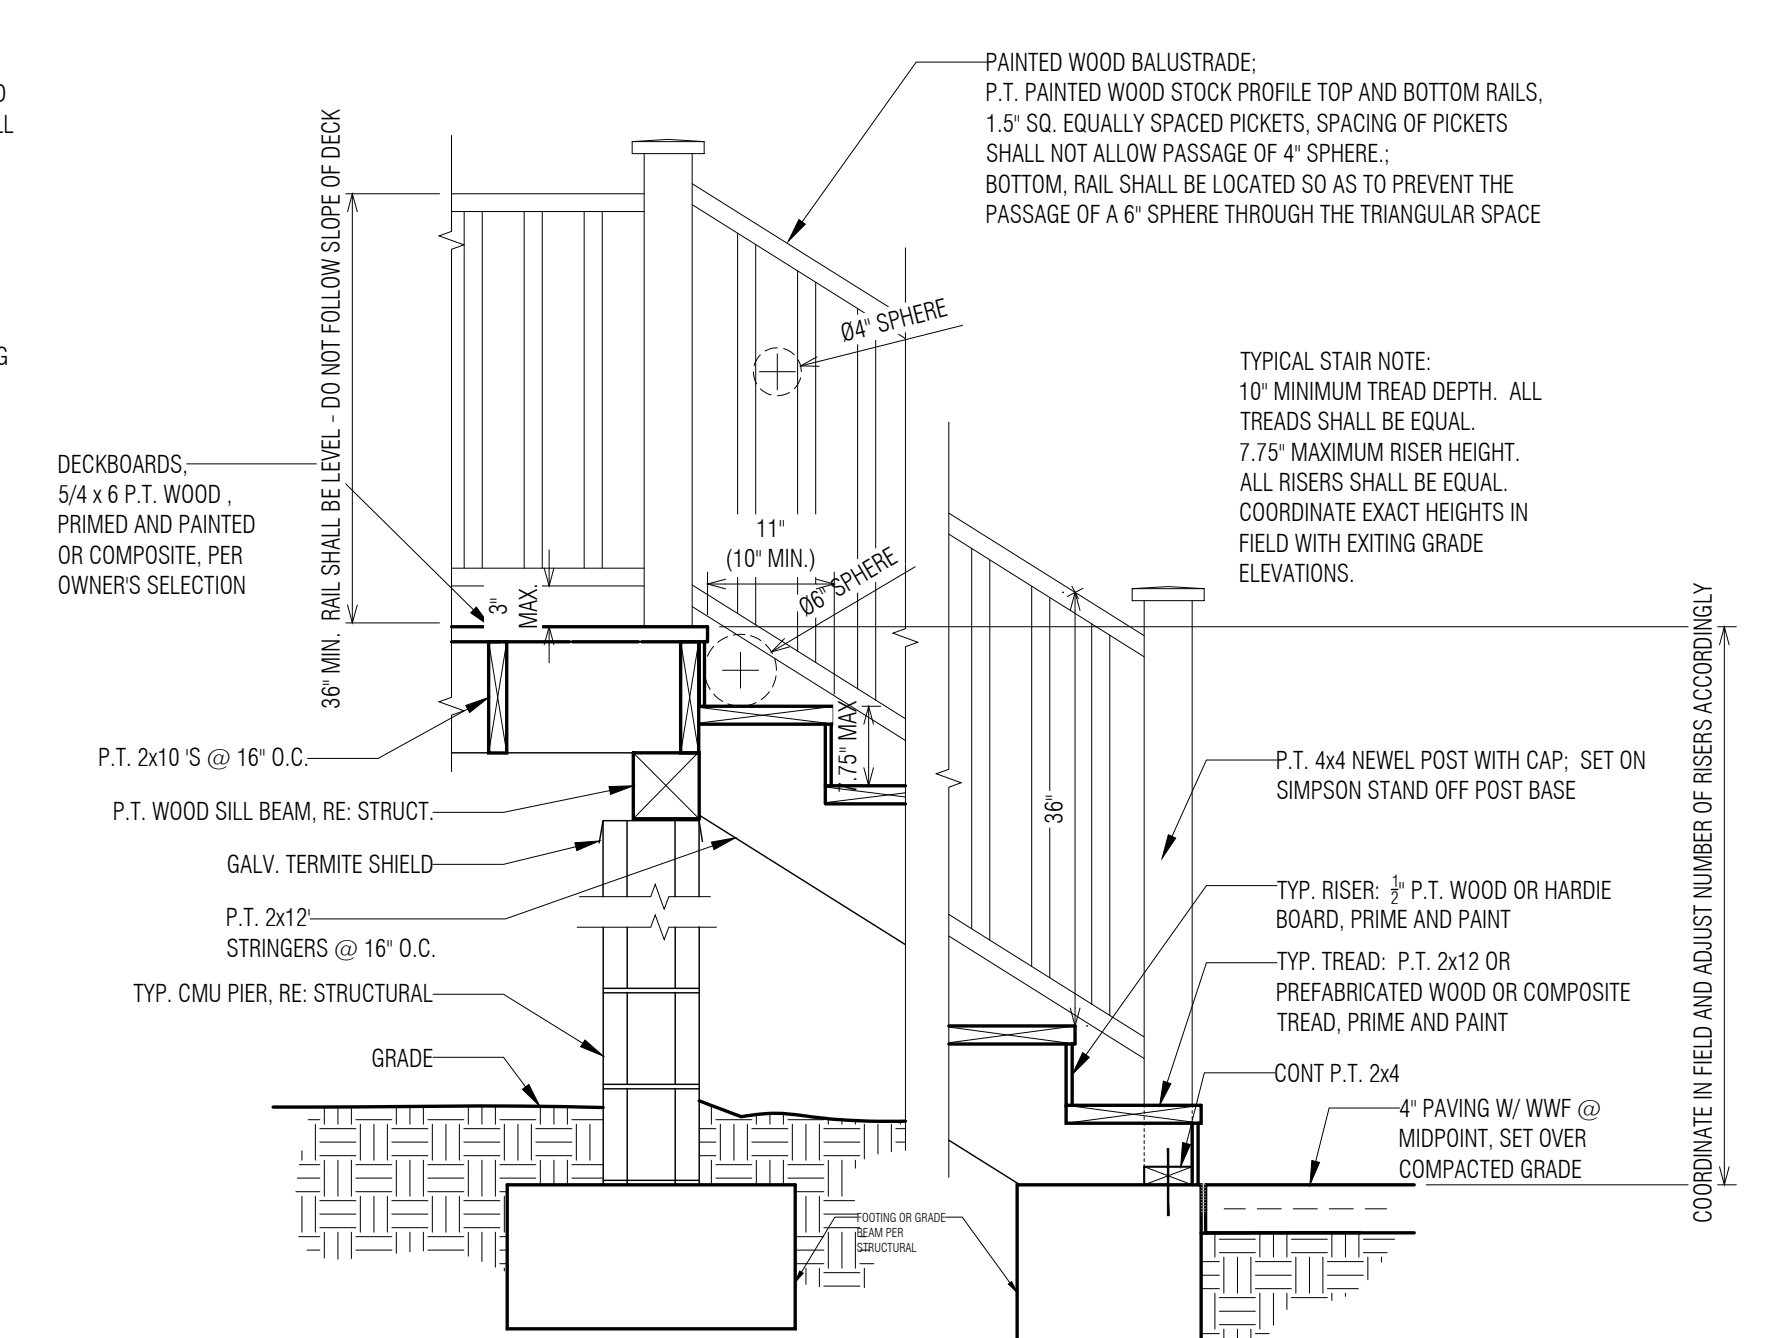 D
LL
G
PAINTED WOOD BALUSTRADE;
P.T. PAINTED WOOD STOCK PROFILE TOP AND BOTTOM RAILS,
1.5" SQ. EQUALLY SPACED PICKETS, SPACING OF PICKETS
SHALL NOT ALLOW PASSAGE OF 4" SPHERE.;
BOTTOM, RAIL SHALL BE LOCATED SO AS TO PREVENT THE
PASSAGE OF A 6" SPHERE THROUGH THE TRIANGULAR SPACE
36" MIN. RAIL SHALL BE LEVEL - DO NOT FOLLOW SLOPE OF DECK
Ø4" SPHERE
TYPICAL STAIR NOTE:
10" MINIMUM TREAD DEPTH. ALL
TREADS SHALL BE EQUAL.
7.75" MAXIMUM RISER HEIGHT.
ALL RISERS SHALL BE EQUAL.
COORDINATE EXACT HEIGHTS IN
FIELD WITH EXITING GRADE
ELEVATIONS.
DECKBOARDS,
5/4 x 6 P.T. WOOD ,
PRIMED AND PAINTED
OR COMPOSITE, PER
OWNER'S SELECTION
11"
(10" MIN.)
Ø6" SPHERE
3"
MAX.
7.75" MAX
36"
P.T. 2x10 'S @ 16" O.C.
P.T. WOOD SILL BEAM, RE: STRUCT.
GALV. TERMITE SHIELD
P.T. 2x12'
STRINGERS @ 16" O.C.
TYP. CMU PIER, RE: STRUCTURAL
GRADE
P.T. 4x4 NEWEL POST WITH CAP; SET ON
SIMPSON STAND OFF POST BASE
TYP. RISER: 1/2" P.T. WOOD OR HARDIE
BOARD, PRIME AND PAINT
TYP. TREAD: P.T. 2x12 OR
PREFABRICATED WOOD OR COMPOSITE
TREAD, PRIME AND PAINT
CONT P.T. 2x4
4" PAVING W/ WWF @
MIDPOINT, SET OVER
COMPACTED GRADE
COORDINATE IN FIELD AND ADJUST NUMBER OF RISERS ACCORDINGLY
FOOTING OR GRADE
BEAM PER
STRUCTURAL